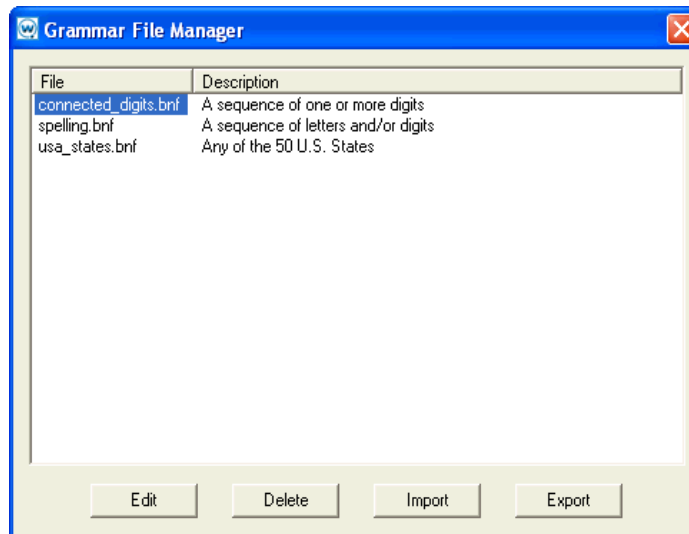 Grammar File Manager
File Description
connected_digits.bnf A sequence of one or more digits
spelling.bnf A sequence of letters and/or digits
usa_states.bnf Any of the 50 U.S. States
Edit Delete Import Export